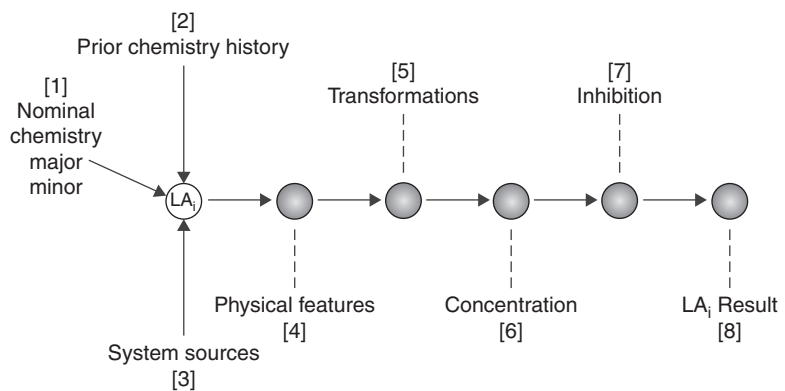 [2]
Prior chemistry history
[1]
Nominal
chemistry
major
minor
[5]
Transformations
[7]
Inhibition
LAi
Physical features
[4]
Concentration
[6]
LAi Result
[8]
System sources
[3]